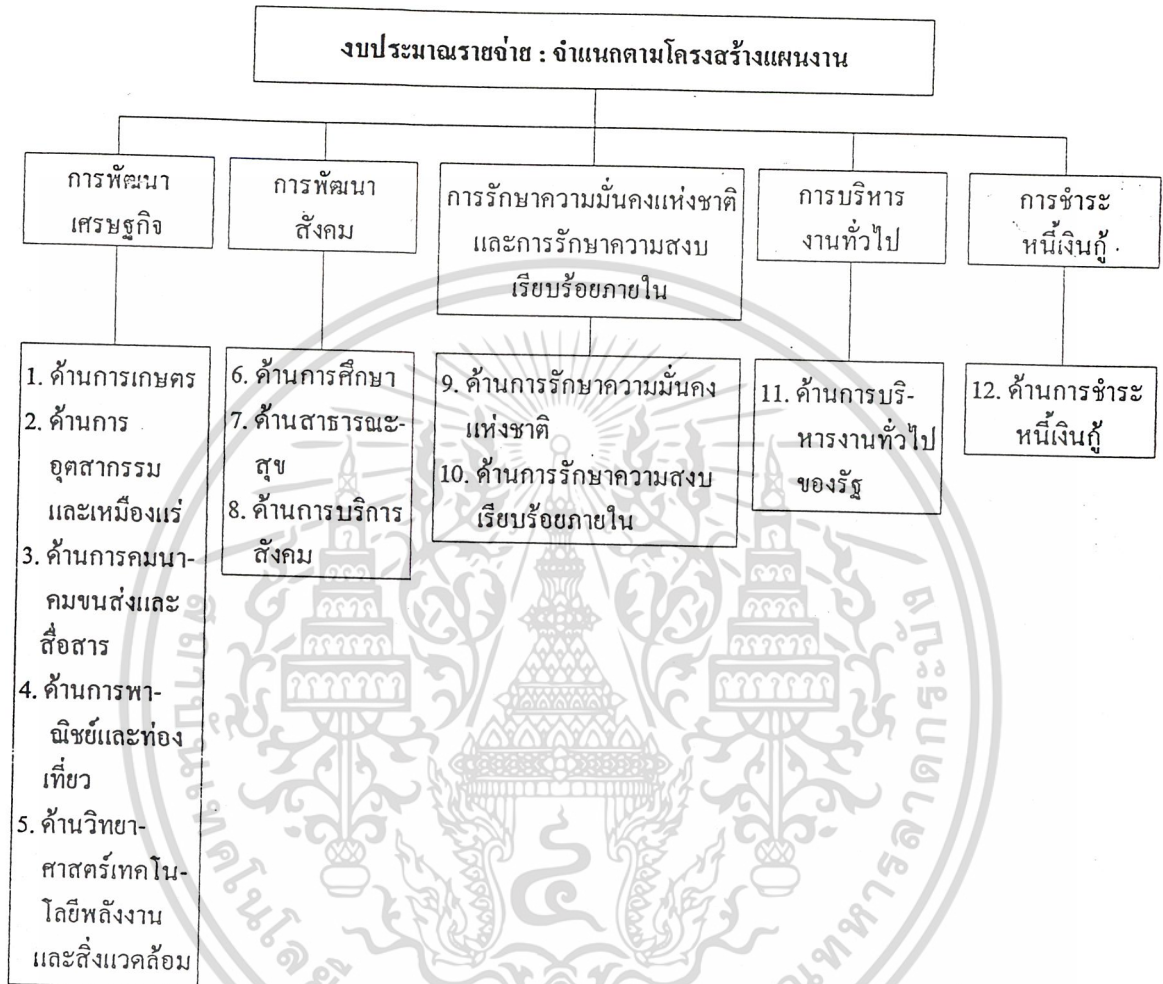 งบประมาณรายจ่าย : จำแนกตามโครงสร้างแผนงาน
การพัฒนา
เศรษฐกิจ
การพัฒนา
สังคม
การรักษาความมั่นคงแห่งชาติ
และการรักษาความสงบ
เรียบร้อยภายใน
การบริหาร
งานทั่วไป
การชำระ
หนี้เงินกู้
1. ด้านการเกษตร
2. ด้านการ
อุตสากรรม
และเหมืองแร่
3. ด้านการคมนา-
คมขนส่งและ
สื่อสาร
4. ด้านการพา-
ณิชย์และท่อง
เที่ยว
5. ด้านวิทยา-
ศาสตร์เทคโน-
โลยีพลังงาน
และสิ่งแวดล้อม
6. ด้านการศึกษา
7. ด้านสาธารณะ-
สุข
8. ด้านการบริการ
สังคม
9. ด้านการรักษาความมั่นคง
แห่งชาติ
10. ด้านการรักษาความสงบ
เรียบร้อยภายใน
11. ด้านการบริ-
หารงานทั่วไป
ของรัฐ
12. ด้านการชำระ
หนี้เงินกู้